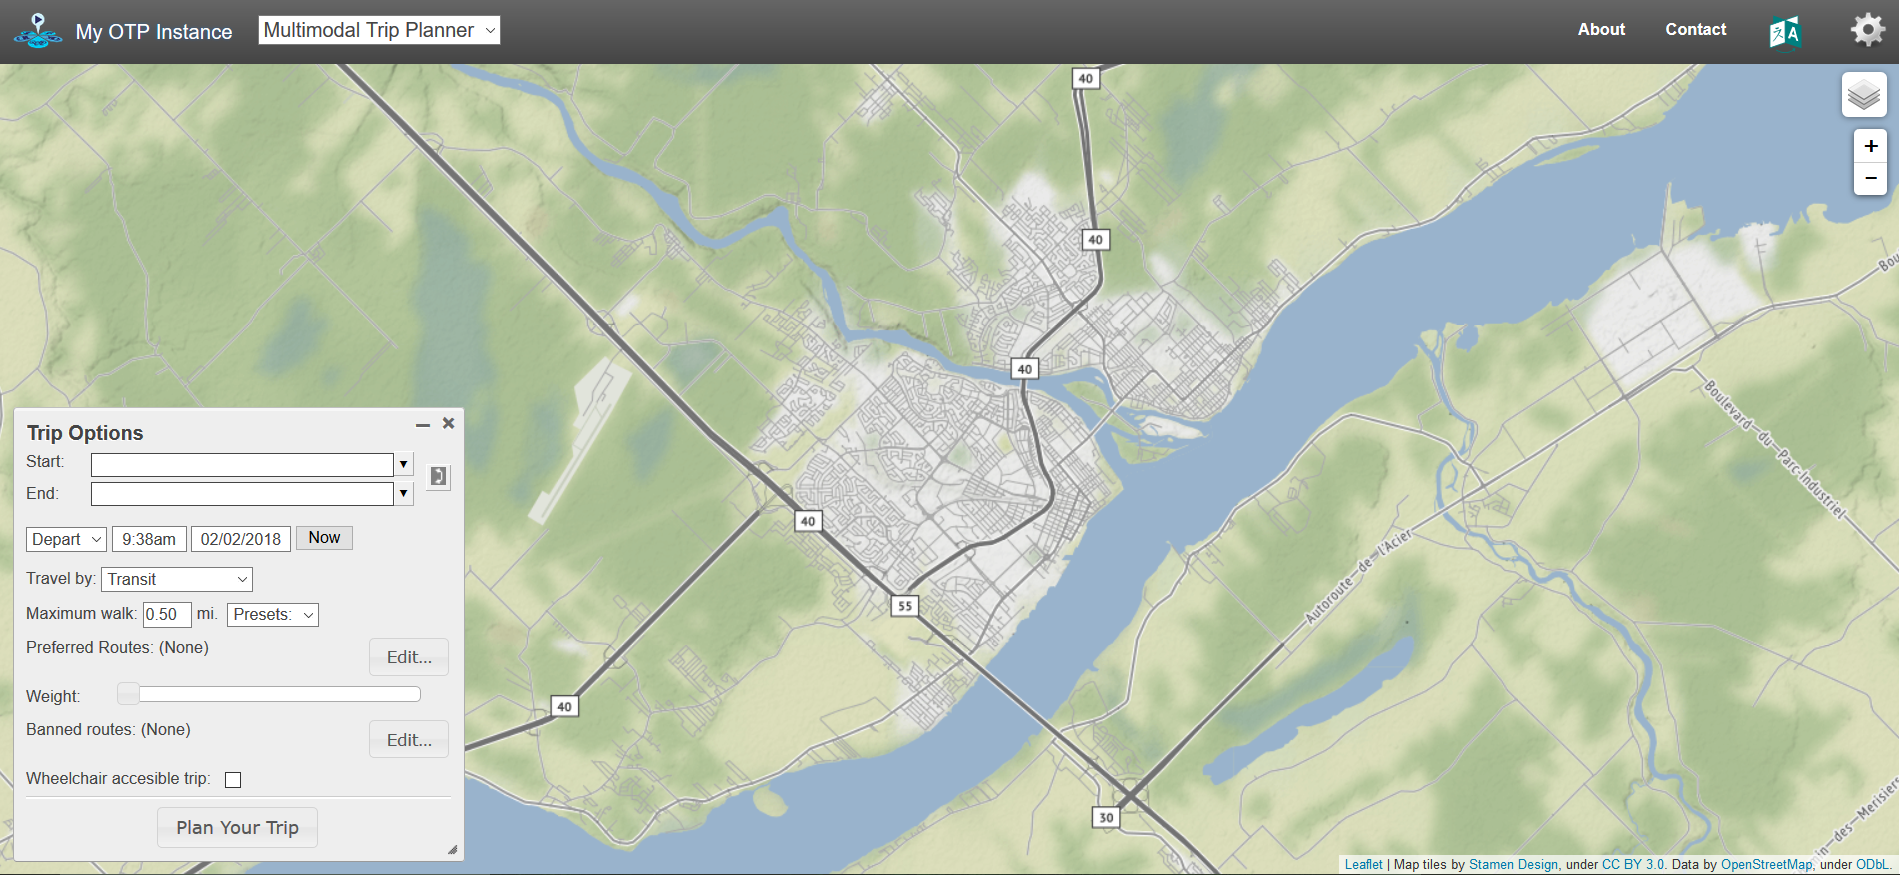 My OTP Instance
Multimodal Trip Planner
About
Contact
A
+
−
40
40
40
40
55
40
30
Bou
Boulevard-du-Parc-Industriel
Autoroute-de-l'Acier
min-des-Merisiers
Trip Options
Start:
End:
Depart 9:38am 02/02/2018 Now
Travel by: Transit
Maximum walk: 0.50 mi. Presets:
Preferred Routes: (None)
Edit...
Weight:
Banned routes: (None)
Edit...
Wheelchair accesible trip:
Plan Your Trip
Leaflet | Map tiles by Stamen Design, under CC BY 3.0. Data by OpenStreetMap, under ODbL.